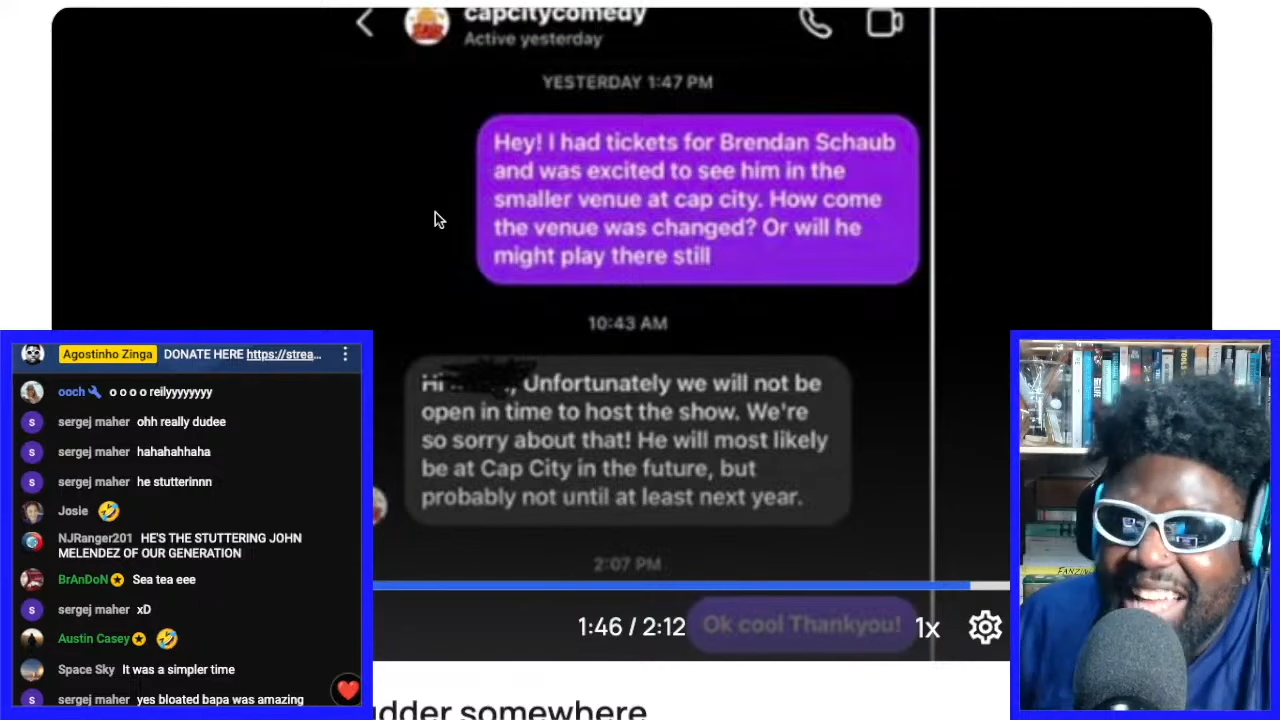 capcitycomedy
Active yesterday
YESTERDAY 1:47 PM
Hey! I had tickets for Brendan Schaub
and was excited to see him in the
smaller venue at cap city. How come
the venue was changed? Or will he
might play there still
10:43 AM
Hi , Unfortunately we will not be
open in time to host the show. We're
so sorry about that! He will most likely
be at Cap City in the future, but
probably not until at least next year.
2:07 PM
Ok cool Thankyou!
1:46 / 2:12
1x
Agostinho Zinga DONATE HERE https://strea...
ooch o o o o reilyyyyyyy
S sergej maher ohh really dudee
S sergej maher hahahahhaha
S sergej maher he stutterinnn
Josie
NJRanger201 HE'S THE STUTTERING JOHN
MELENDEZ OF OUR GENERATION
BrAnDoN Sea tea eee
S sergej maher xD
Austin Casey
Space Sky It was a simpler time
S sergej maher yes bloated bapa was amazing
dder somewhere
FANZIN